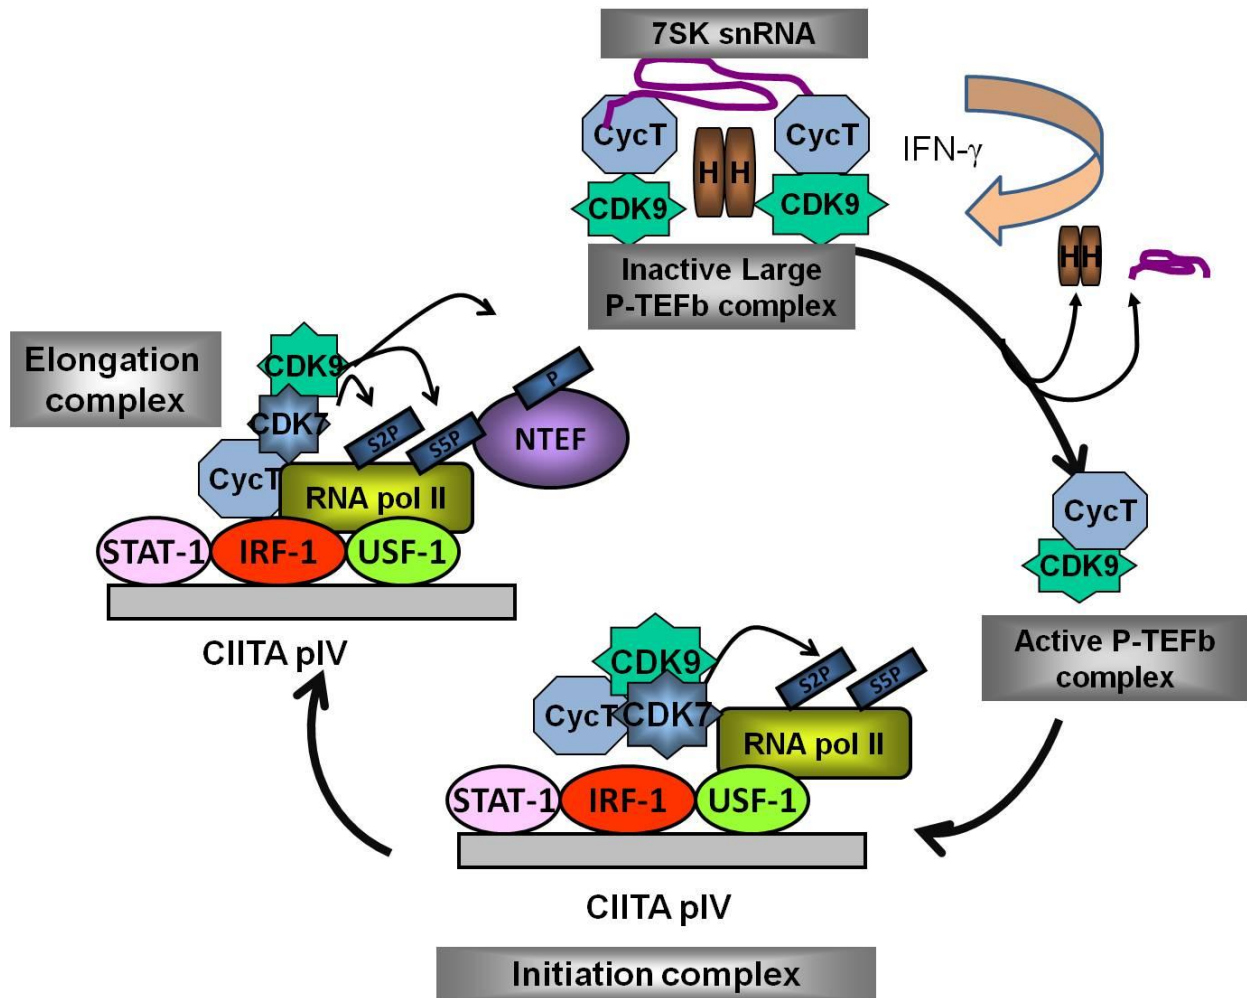 7SK snRNA
CycT
CycT
IFN-γ
H H
CDK9
CDK9
H H
Inactive Large
P-TEFb complex
Elongation
complex
CDK9
CDK7
P
S2P
S5P
NTEF
CycT
RNA pol II
STAT-1
IRF-1
USF-1
CIITA pIV
CycT
CDK9
Active P-TEFb
complex
CDK9
S2P
S5P
CycT
CDK7
RNA pol II
STAT-1
IRF-1
USF-1
CIITA pIV
Initiation complex